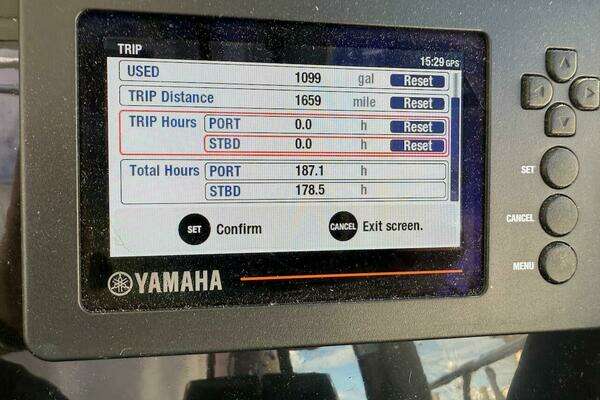 TRIP
15:29 GPS
USED 1099 gal Reset
TRIP Distance 1659 mile Reset
TRIP Hours PORT 0.0 h Reset
STBD 0.0 h Reset
Total Hours PORT 187.1 h
STBD 178.5 h
SET Confirm CANCEL Exit screen.
YAMAHA
SET
CANCEL
MENU